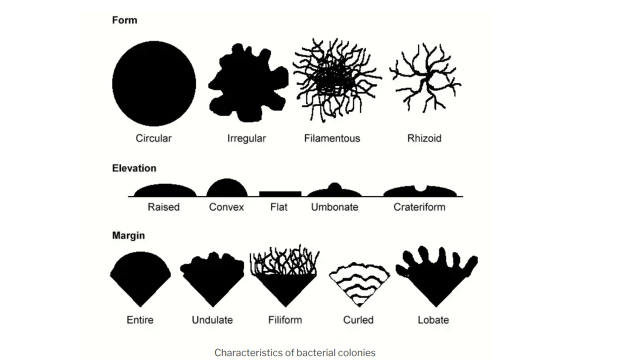 Form
Circular Irregular Filamentous Rhizoid
Elevation
Raised Convex Flat Umbonate Crateriform
Margin
Entire Undulate Filiform Curled Lobate
Characteristics of bacterial colonies